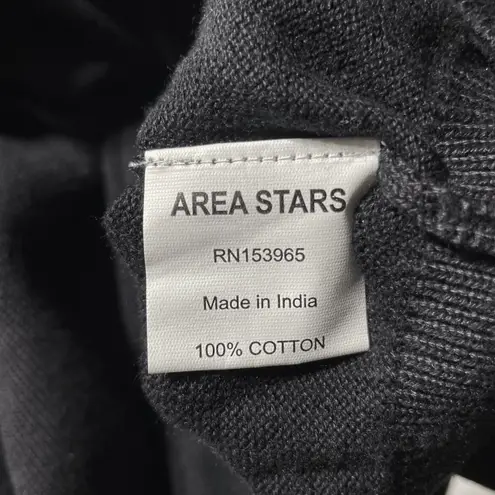 AREA STARS
RN153965
Made in India
100% COTTON